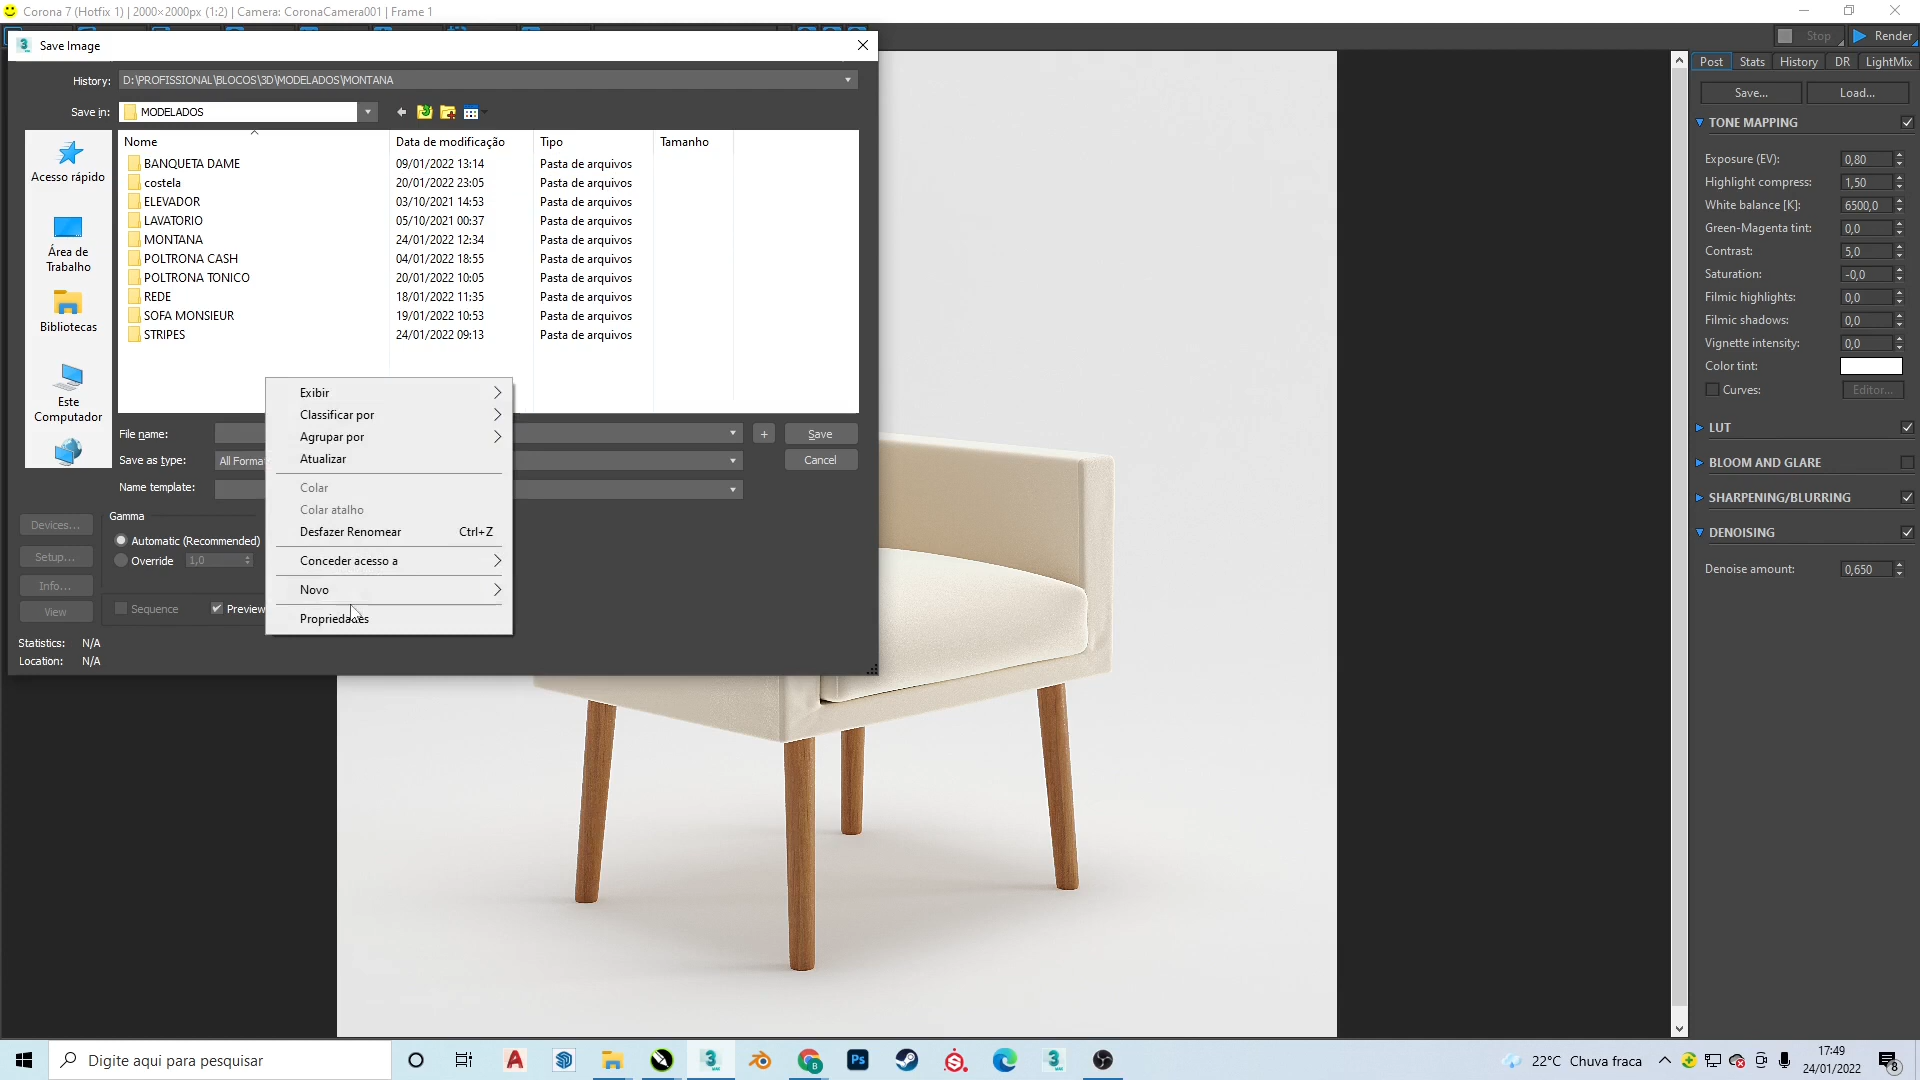 Corona 7 (Hotfix 1) | 2000×2000px (1:2) | Camera: CoronaCamera001 | Frame 1
Stop
Render
Save Image
Post Stats History DR LightMix
History: D:\PROFISSIONAL\BLOCOS\3D\MODELADOS\MONTANA
Save... Load...
Save in: MODELADOS
TONE MAPPING
Nome Data de modificação Tipo Tamanho
BANQUETA DAME 09/01/2022 13:14 Pasta de arquivos
costela 20/01/2022 23:05 Pasta de arquivos
ELEVADOR 03/10/2021 14:53 Pasta de arquivos
LAVATORIO 05/10/2021 00:37 Pasta de arquivos
MONTANA 24/01/2022 12:34 Pasta de arquivos
POLTRONA CASH 04/01/2022 18:55 Pasta de arquivos
POLTRONA TONICO 20/01/2022 10:05 Pasta de arquivos
REDE 18/01/2022 11:35 Pasta de arquivos
SOFA MONSIEUR 19/01/2022 10:53 Pasta de arquivos
STRIPES 24/01/2022 09:13 Pasta de arquivos
Acesso rápido
Área de
Trabalho
Bibliotecas
Este
Computador
Exposure (EV): 0,80
Highlight compress: 1,50
White balance [K]: 6500,0
Green-Magenta tint: 0,0
Contrast: 5,0
Saturation: -0,0
Filmic highlights: 0,0
Filmic shadows: 0,0
Vignette intensity: 0,0
Color tint:
Curves: Editor...
LUT
BLOOM AND GLARE
SHARPENING/BLURRING
DENOISING
Denoise amount: 0,650
Exibir
Classificar por
Agrupar por
Atualizar
Colar
Colar atalho
Desfazer Renomear Ctrl+Z
Conceder acesso a
Novo
Propriedades
File name: + Save
Save as type: All Forma Cancel
Name template:
Gamma
Devices...
Automatic (Recommended)
Setup...
Override 1,0
Info...
View
Sequence Preview
Statistics: N/A
Location: N/A
Digite aqui para pesquisar
Ps
22°C Chuva fraca
17:49
24/01/2022
8